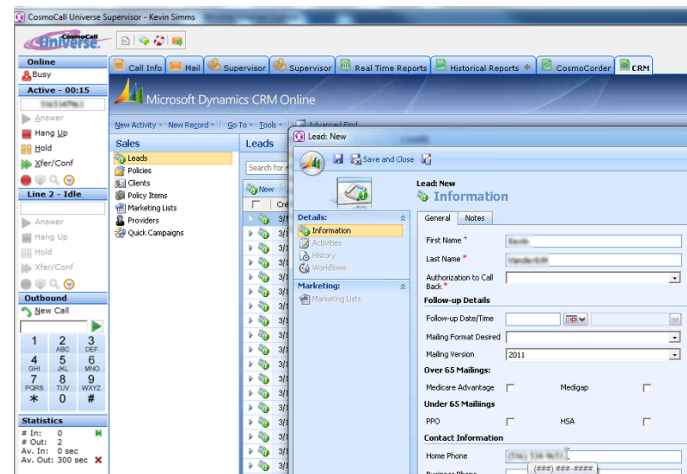 CosmoCall Universe Supervisor - Kevin Simms
CosmoCall
Universe.
Online
Busy
Active - 00:15
Answer
Hang Up
Hold
Xfer/Conf
Line 2 - Idle
Answer
Hang Up
Hold
Xfer/Conf
Outbound
New Call
1 2 3
ABC DEF
4 5 6
GHI JKL MNO
7 8 9
PQRS TUV WXYZ
* 0 #
Statistics
# In: 0
# Out: 2
Av. In: 0 sec
Av. Out: 300 sec
Call Info Mail Supervisor Supervisor Real Time Reports Historical Reports CosmoCorder CRM
Microsoft Dynamics CRM Online
New Activity New Record Go To Tools Advanced Find
Sales
Leads
Policies
Clients
Policy Items
Marketing Lists
Providers
Quick Campaigns
Leads
Search for
New
Cre
Lead: New
Save and Close
Details:
Information
Activities
History
Workflows
Marketing:
Marketing Lists
Lead: New
Information
General Notes
First Name *
Last Name *
Authorization to Call
Back *
Follow-up Details
Follow-up Date/Time
Mailing Format Desired
Mailing Version 2011
Over 65 Mailings:
Medicare Advantage Medigap
Under 65 Mailiings
PPO HSA
Contact Information
Home Phone
(###) ###-####
Business Phone